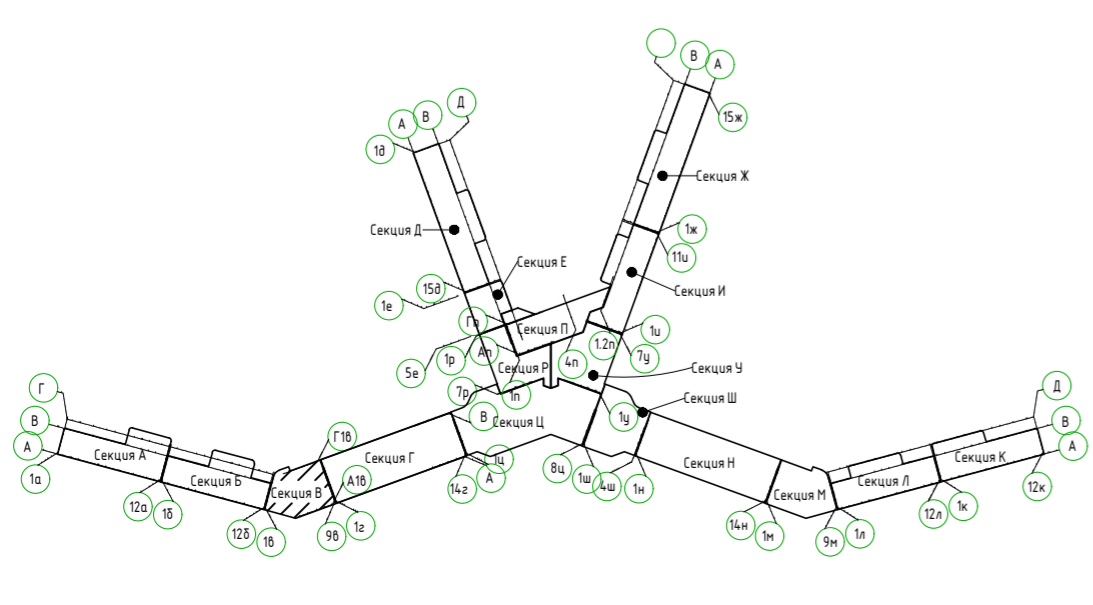 В
А
Д
В
А
15ж
1д
Секция Ж
Секция Д
1ж
11и
Секция Е
15д
Секция И
1е
Гп
Секция П
1и
1.2п
7у
Ап
1р
4п
5е
Секция Р
Секция У
7р
1п
Г
Секция Ш
Д
В
В
Секция Ц
1у
В
А
Г1в
А
Секция А
Секция Г
1ц
8ц
Секция Н
Секция К
1а
Секция Б
Секция В
А1в
14г
А
1ш
4ш
1н
Секция М
Секция Л
12к
12а
1б
12л
1к
12б
1в
9в
1г
14н
1м
9м
1л